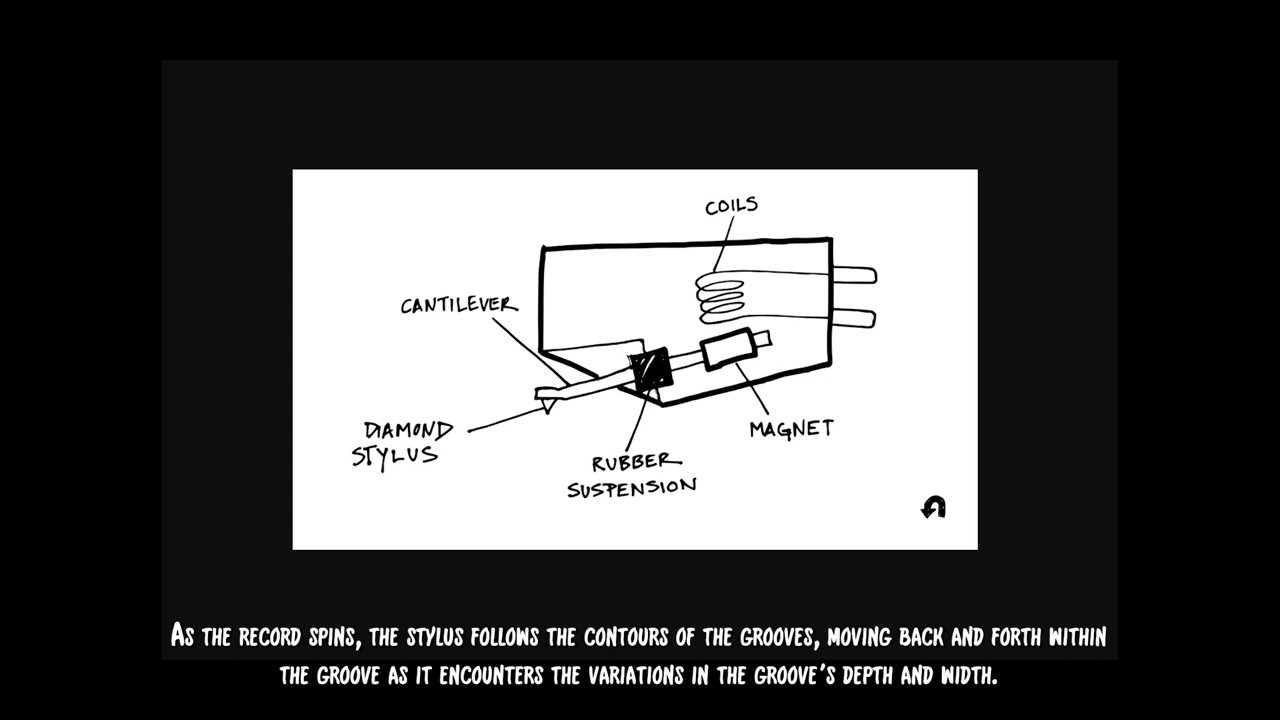 COILS
CANTILEVER
DIAMOND
STYLUS
RUBBER
SUSPENSION
MAGNET
AS THE RECORD SPINS, THE STYLUS FOLLOWS THE CONTOURS OF THE GROOVES, MOVING BACK AND FORTH WITHIN
THE GROOVE AS IT ENCOUNTERS THE VARIATIONS IN THE GROOVE'S DEPTH AND WIDTH.